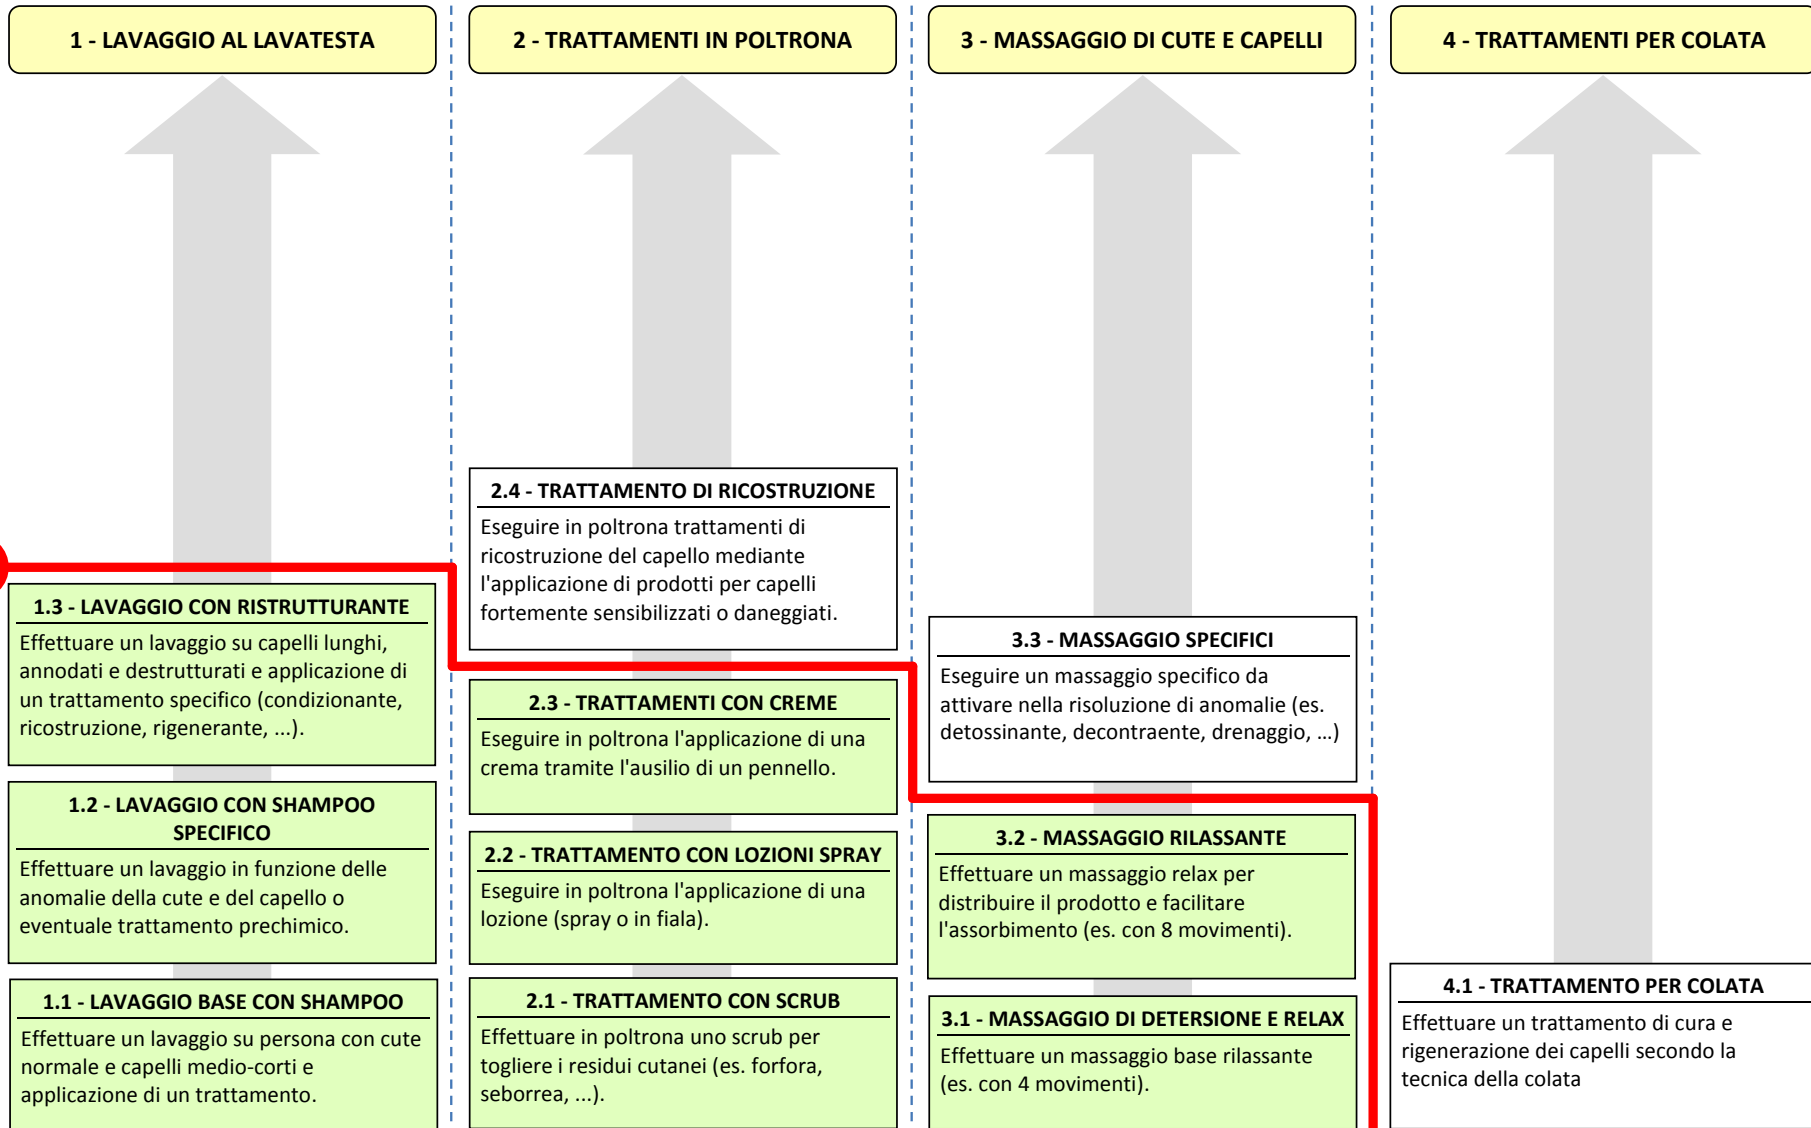 1 - LAVAGGIO AL LAVATESTA
2 - TRATTAMENTI IN POLTRONA
3 - MASSAGGIO DI CUTE E CAPELLI
4 - TRATTAMENTI PER COLATA
1.3 - LAVAGGIO CON RISTRUTTURANTE
Effettuare un lavaggio su capelli lunghi,
annodati e destrutturati e applicazione di
un trattamento specifico (condizionante,
ricostruzione, rigenerante, ...).
1.2 - LAVAGGIO CON SHAMPOO
SPECIFICO
Effettuare un lavaggio in funzione delle
anomalie della cute e del capello o
eventuale trattamento prechimico.
1.1 - LAVAGGIO BASE CON SHAMPOO
Effettuare un lavaggio su persona con cute
normale e capelli medio-corti e
applicazione di un trattamento.
2.4 - TRATTAMENTO DI RICOSTRUZIONE
Eseguire in poltrona trattamenti di
ricostruzione del capello mediante
l'applicazione di prodotti per capelli
fortemente sensibilizzati o daneggiati.
2.3 - TRATTAMENTI CON CREME
Eseguire in poltrona l'applicazione di una
crema tramite l'ausilio di un pennello.
2.2 - TRATTAMENTO CON LOZIONI SPRAY
Eseguire in poltrona l'applicazione di una
lozione (spray o in fiala).
2.1 - TRATTAMENTO CON SCRUB
Effettuare in poltrona uno scrub per
togliere i residui cutanei (es. forfora,
seborrea, ...).
3.3 - MASSAGGIO SPECIFICI
Eseguire un massaggio specifico da
attivare nella risoluzione di anomalie (es.
detossinante, decontraente, drenaggio, ...)
3.2 - MASSAGGIO RILASSANTE
Effettuare un massaggio relax per
distribuire il prodotto e facilitare
l'assorbimento (es. con 8 movimenti).
3.1 - MASSAGGIO DI DETERSIONE E RELAX
Effettuare un massaggio base rilassante
(es. con 4 movimenti).
4.1 - TRATTAMENTO PER COLATA
Effettuare un trattamento di cura e
rigenerazione dei capelli secondo la
tecnica della colata